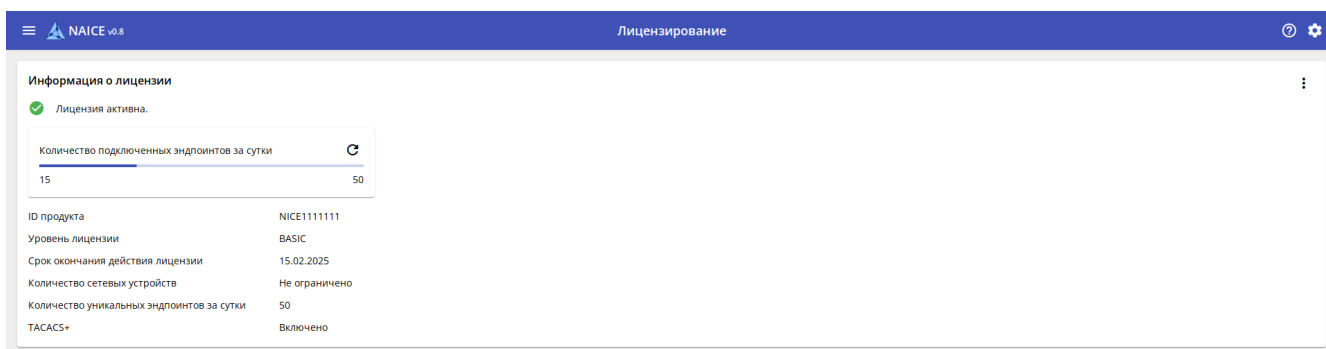 NAICE v0.8
Лицензирование
Информация о лицензии
Лицензия активна.
Количество подключенных эндпоинтов за сутки
15 50
ID продукта NICE1111111
Уровень лицензии BASIC
Срок окончания действия лицензии 15.02.2025
Количество сетевых устройств Не ограничено
Количество уникальных эндпоинтов за сутки 50
TACACS+ Включено